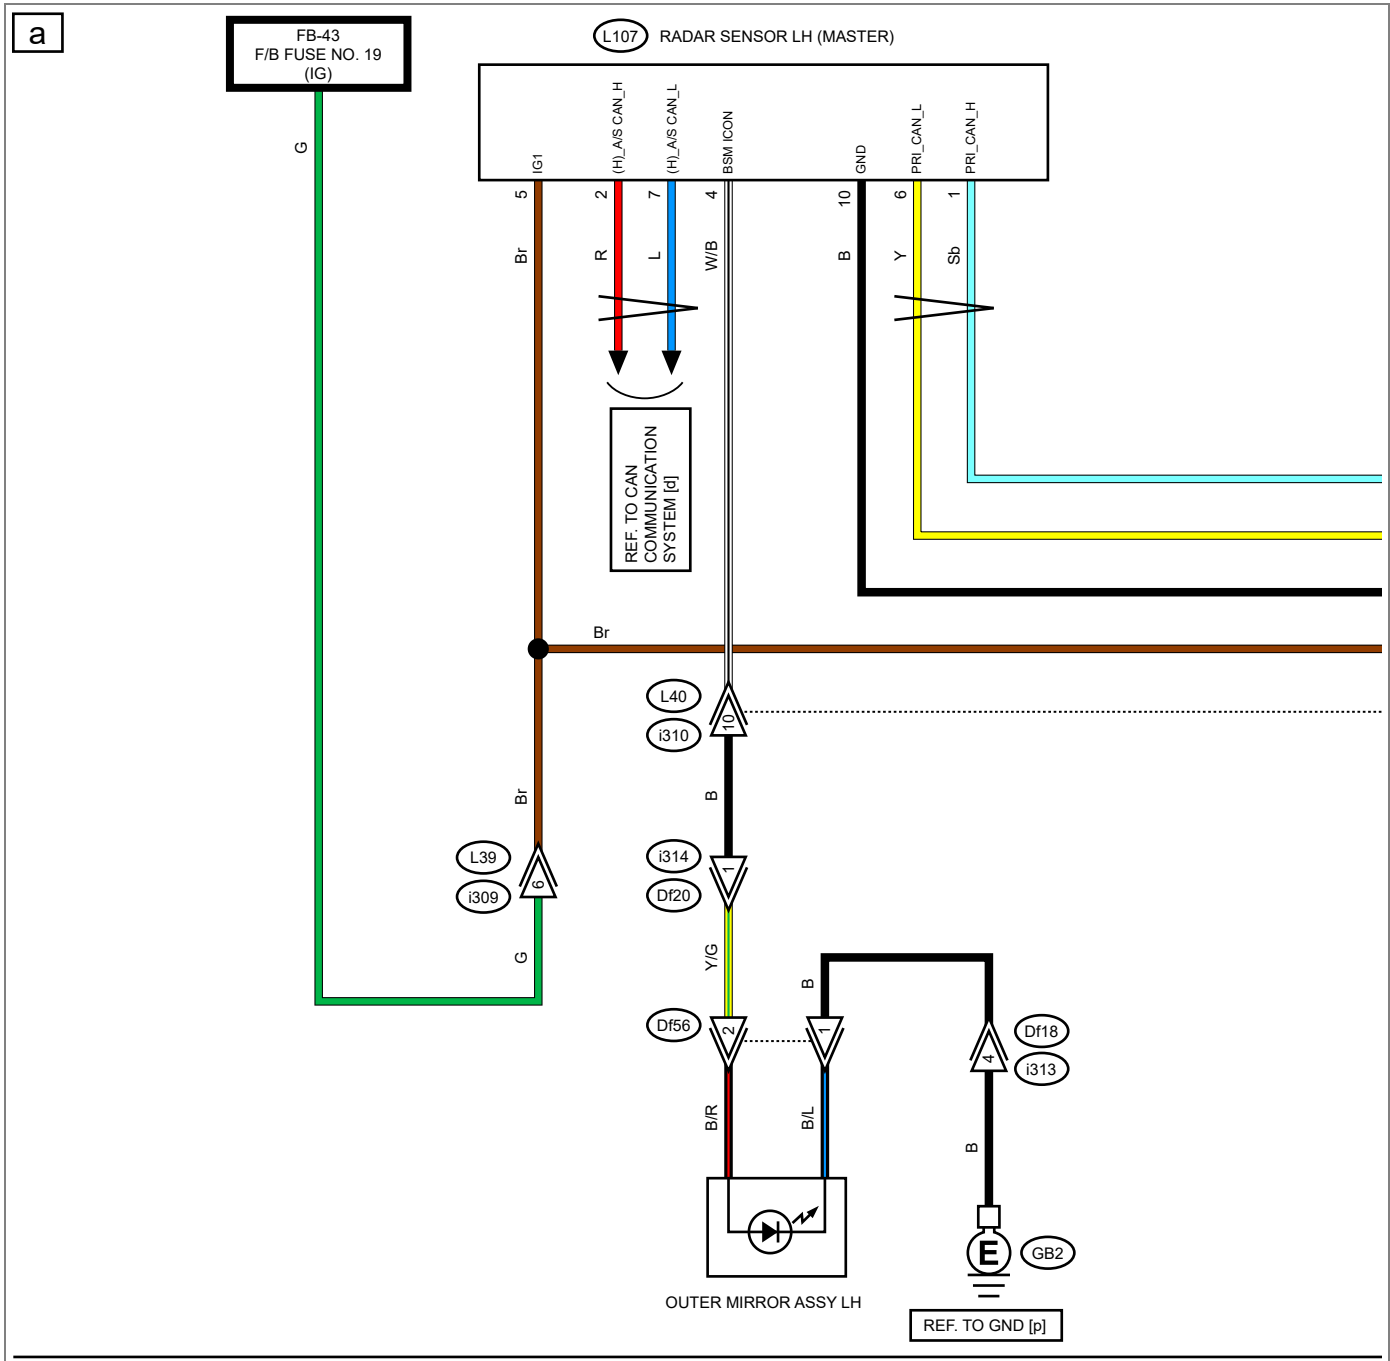 a
FB-43
F/B FUSE NO. 19
(IG)
L107
RADAR SENSOR LH (MASTER)
IG1
(H)_A/S CAN_H
(H)_A/S CAN_L
BSM ICON
GND
PRI_CAN_L
PRI_CAN_H
5
2
7
4
10
6
1
G
Br
R
L
W/B
B
Y
Sb
REF. TO CAN
COMMUNICATION
SYSTEM [d]
Br
L40
i310
10
Br
B
L39
i309
6
i314
Df20
1
G
Y/G
B
Df56
2
1
Df18
i313
4
B/R
B/L
B
E
GB2
OUTER MIRROR ASSY LH
REF. TO GND [p]